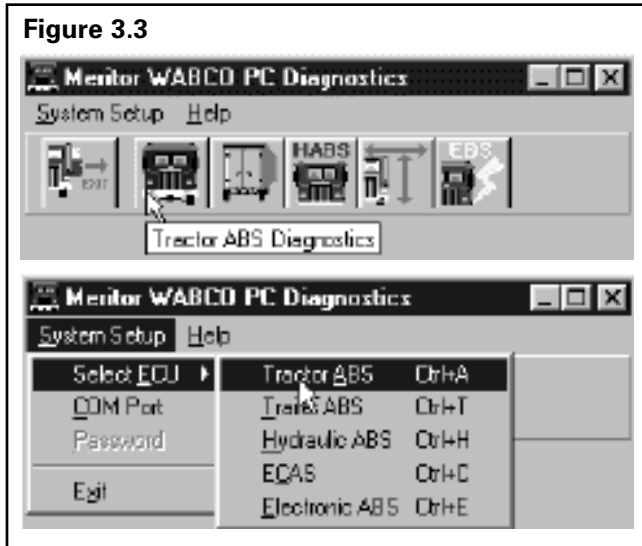 Figure 3.3
Meritor WABCO PC Diagnostics
System Setup Help
EXIT HABS EBS
Tractor ABS Diagnostics
Meritor WABCO PC Diagnostics
System Setup Help
Select ECU Tractor ABS Ctrl+A
COM Port Trailer ABS Ctrl+T
Password Hydraulic ABS Ctrl+H
ECAS Ctrl+C
Exit Electronic ABS Ctrl+E